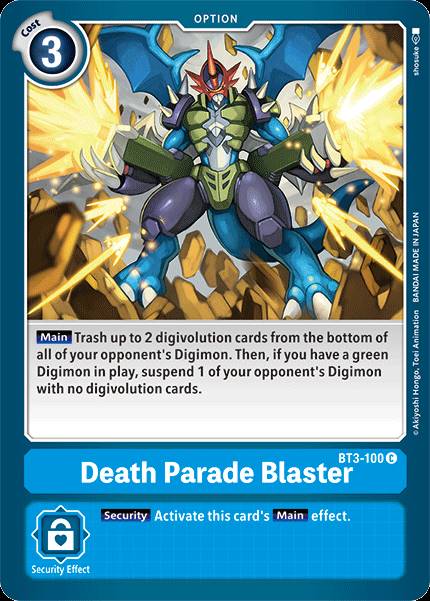 OPTION
Cost
3
shosuke
Main Trash up to 2 digivolution cards from the bottom of
all of your opponent's Digimon. Then, if you have a green
Digimon in play, suspend 1 of your opponent's Digimon
with no digivolution cards.
©Akiyoshi Hongo, Toei Animation BANDAI MADE IN JAPAN
BT3-100 C
Death Parade Blaster
Security Activate this card's Main effect.
Security Effect